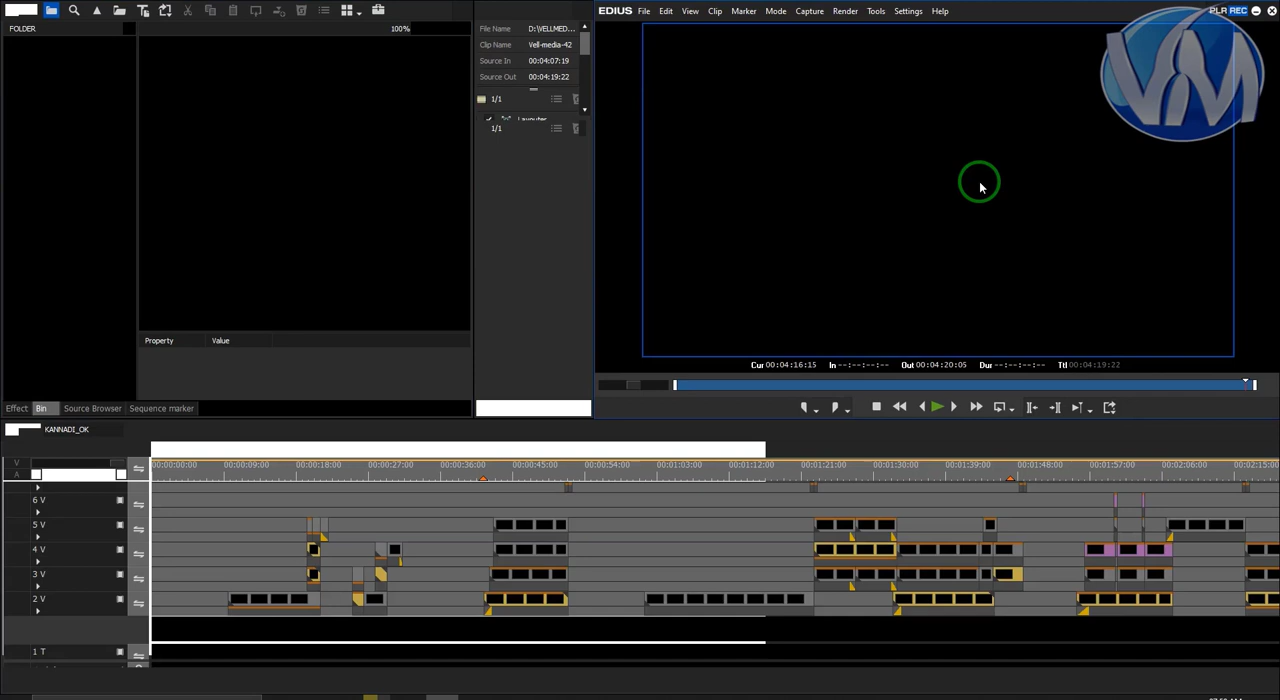 EDIUS File Edit View Clip Marker Mode Capture Render Tools Settings Help PLR REC
VM
FOLDER
100%
File Name D:\VELLMED...
Clip Name Vell-media-42
Source In 00:04:07:19
Source Out 00:04:19:22
1/1
Layouter
1/1
Property Value
Cur 00:04:16:15 In --:--:--:-- Out 00:04:20:05 Dur --:--:--:-- Ttl 00:04:19:22
Effect Bin Source Browser Sequence marker
KANNADI_OK
V
A
00:00:00:00 00:00:09:00 00:00:18:00 00:00:27:00 00:00:36:00 00:00:45:00 00:00:54:00 00:01:03:00 00:01:12:00 00:01:21:00 00:01:30:00 00:01:39:00 00:01:48:00 00:01:57:00 00:02:06:00 00:02:15:00
6 V
5 V
4 V
3 V
2 V
1 T